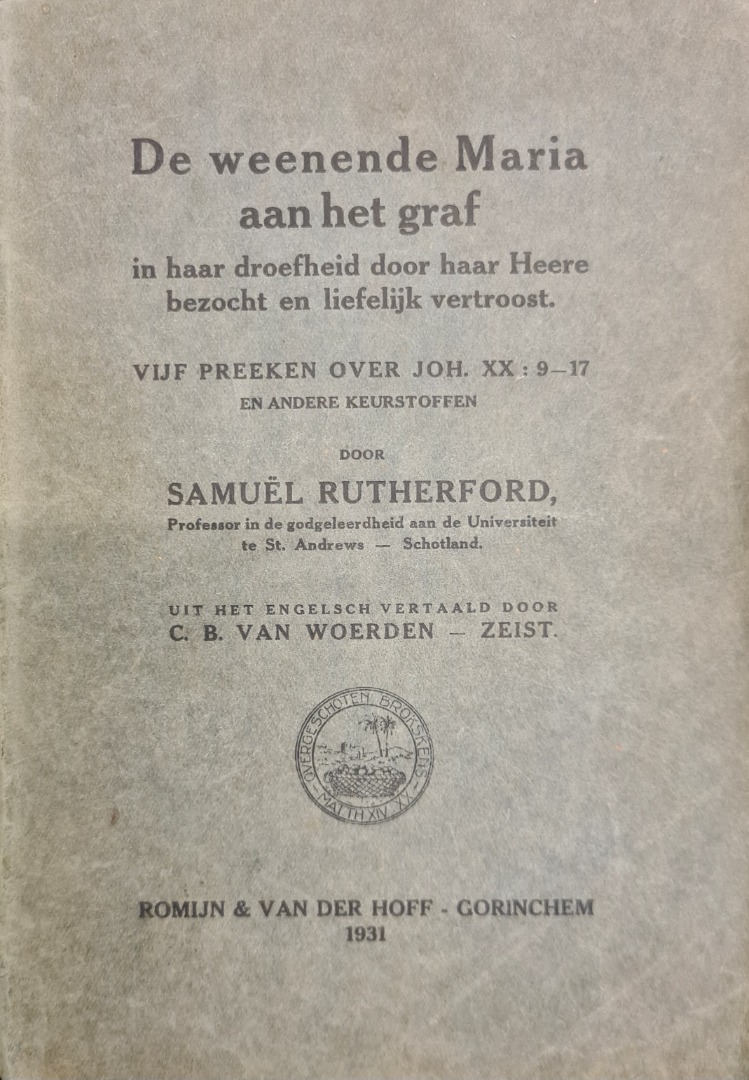 De weenende Maria
aan het graf
in haar droefheid door haar Heere
bezocht en liefelijk vertroost.
VIJF PREEKEN OVER JOH. XX : 9—17
EN ANDERE KEURSTOFFEN
DOOR
SAMUËL RUTHERFORD,
Professor in de godgeleerdheid aan de Universiteit
te St. Andrews — Schotland.
UIT HET ENGELSCH VERTAALD DOOR
C. B. VAN WOERDEN — ZEIST.
OVERGESCHOTEN BROKSKENS
MATTH XIV XX
ROMIJN & VAN DER HOFF - GORINCHEM
1931